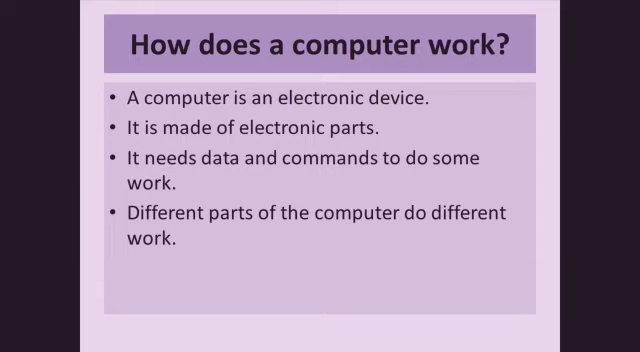 How does a computer work?
• A computer is an electronic device.
• It is made of electronic parts.
• It needs data and commands to do some
work.
• Different parts of the computer do different
work.